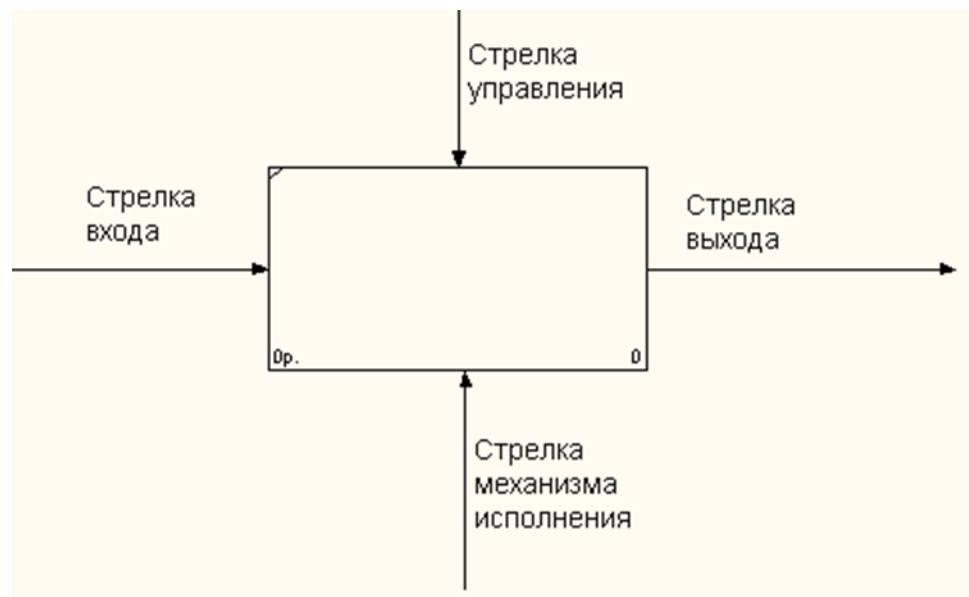 Стрелка
управления
Стрелка
входа
Стрелка
выхода
0р.
0
Стрелка
механизма
исполнения